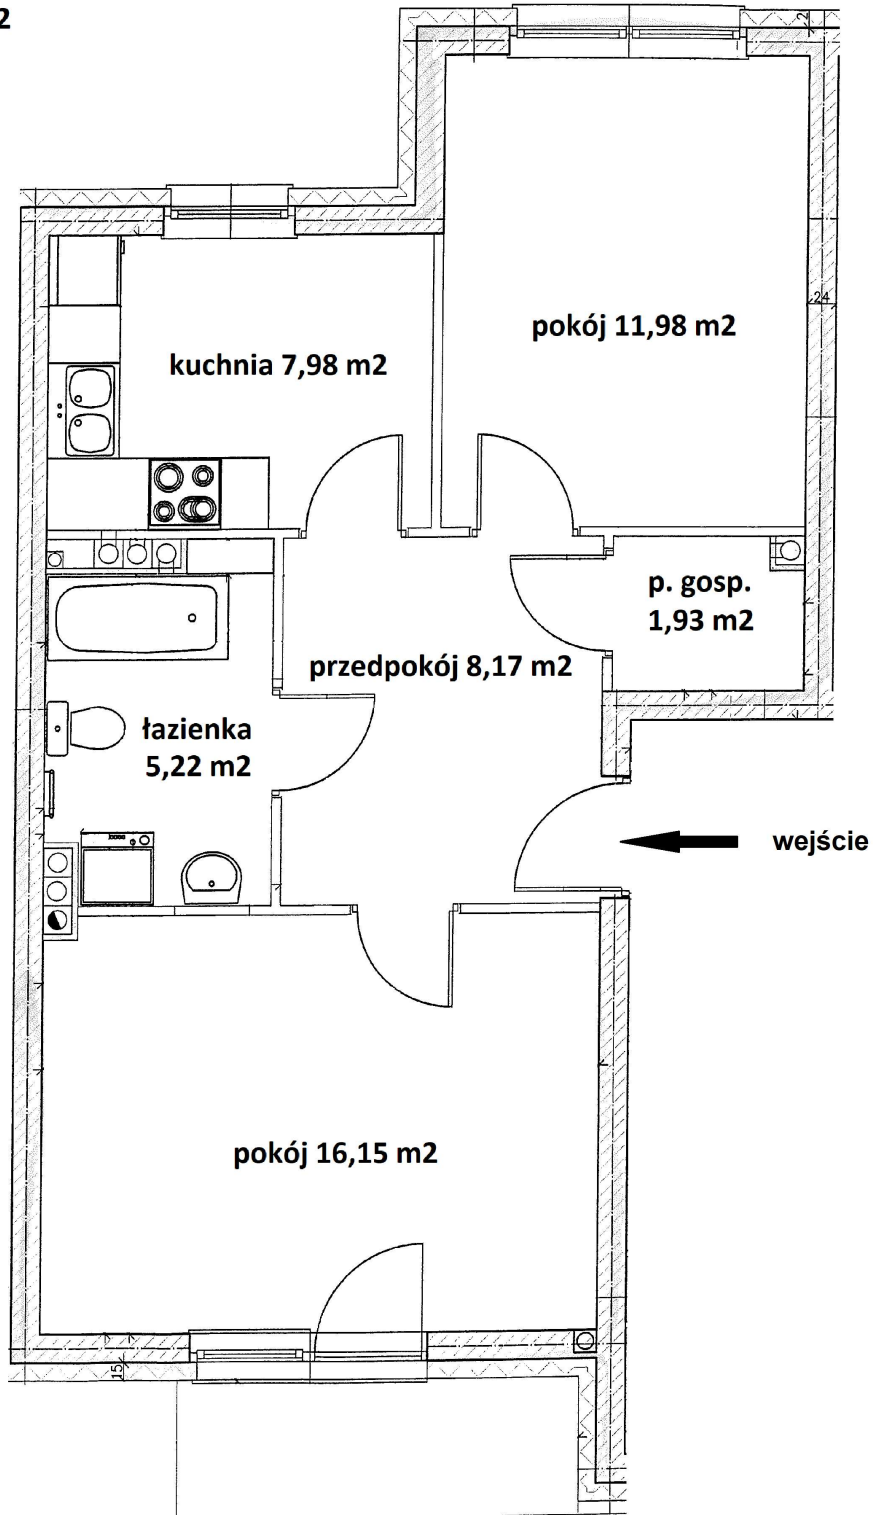 2
2
24
pokój 11,98 m2
kuchnia 7,98 m2
p. gosp.
1,93 m2
przedpokój 8,17 m2
łazienka
5,22 m2
wejście
pokój 16,15 m2
15